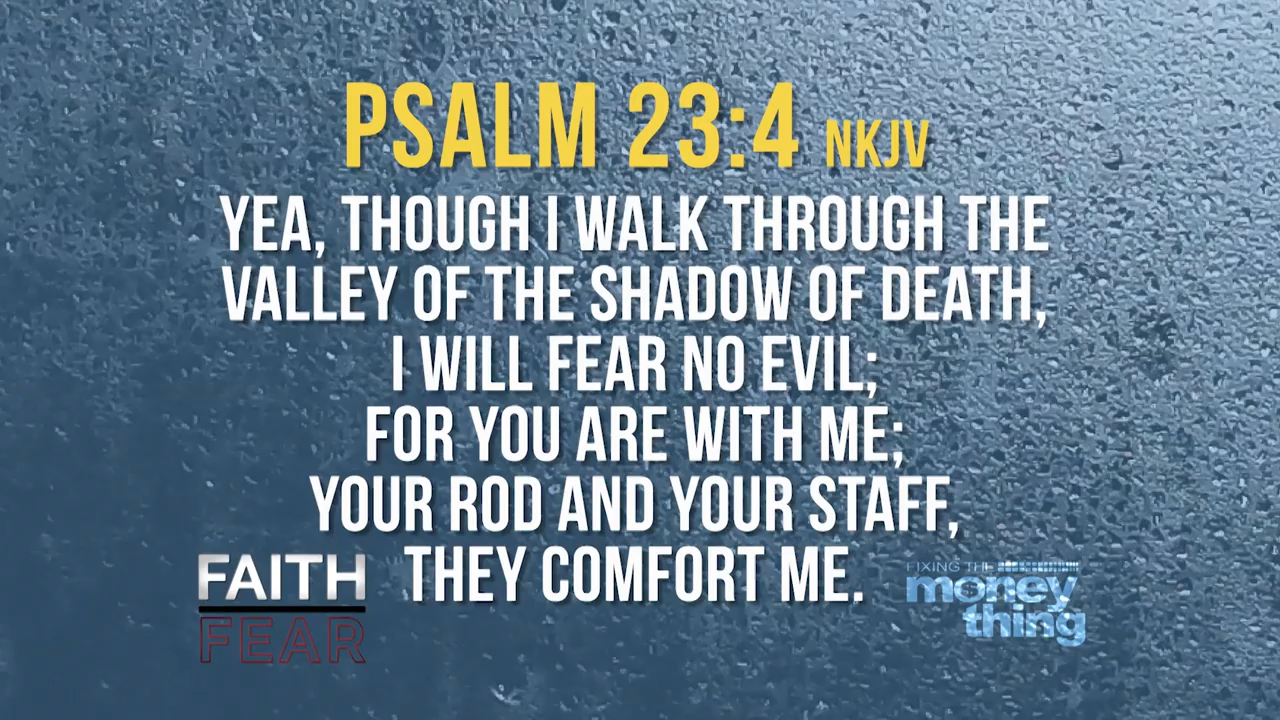 PSALM 23:4 NKJV
YEA, THOUGH I WALK THROUGH THE
VALLEY OF THE SHADOW OF DEATH,
I WILL FEAR NO EVIL;
FOR YOU ARE WITH ME;
YOUR ROD AND YOUR STAFF,
THEY COMFORT ME.
FAITH
FEAR
FIXING THE
money
thing